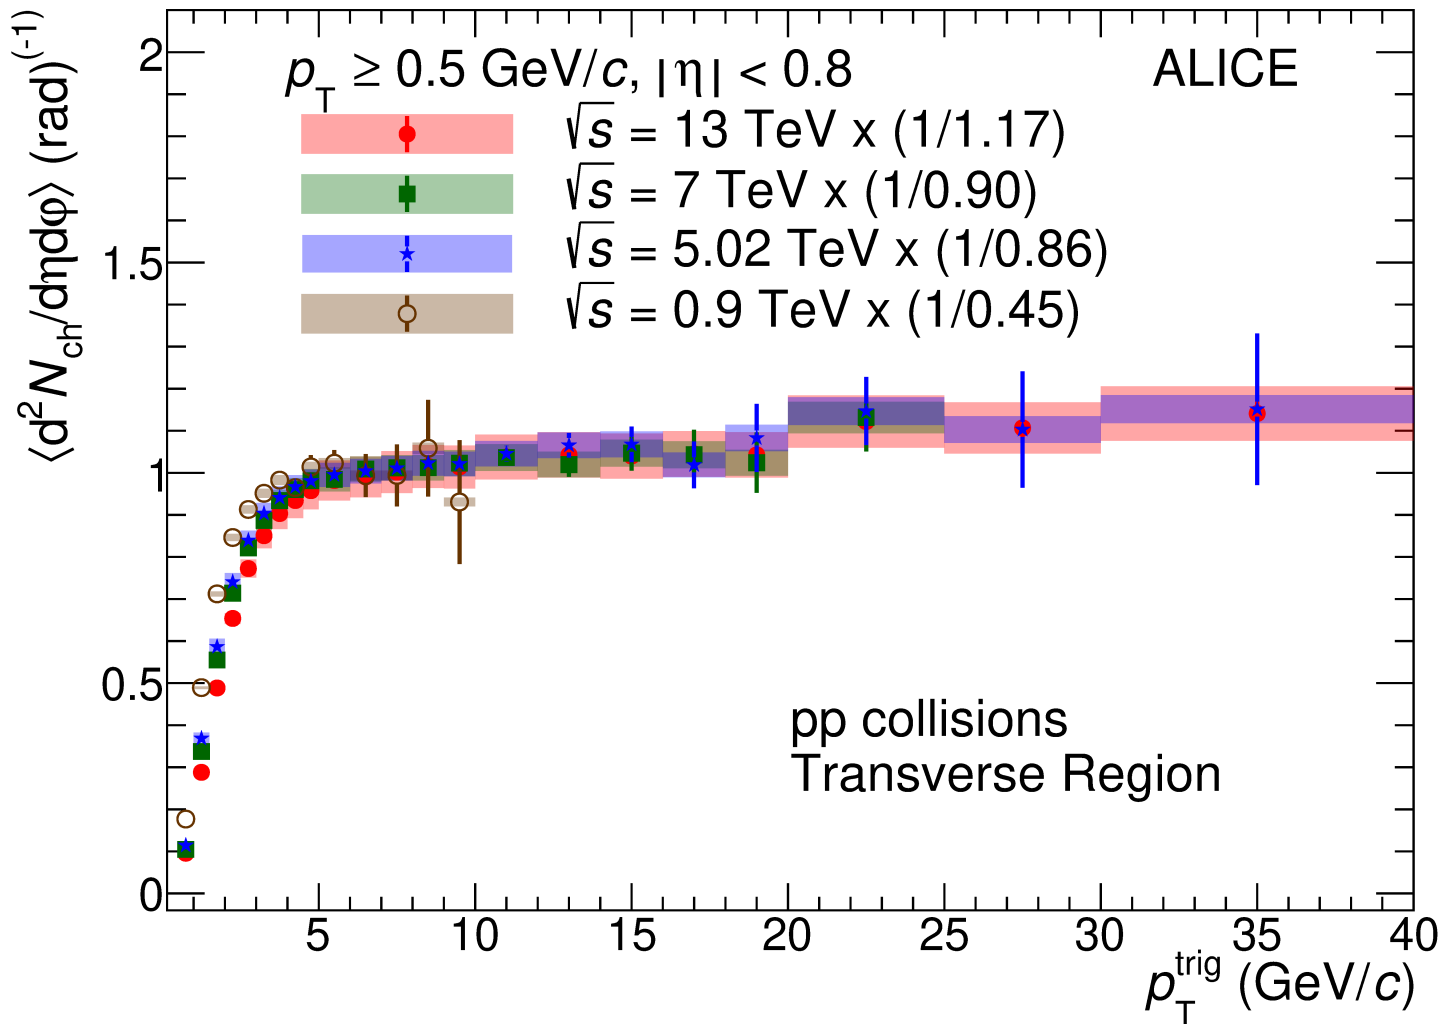 ⟨d²N_ch/dηdφ⟩ (rad)^(-1)
p_T ≥ 0.5 GeV/c, |η| < 0.8
ALICE
√s = 13 TeV x (1/1.17)
√s = 7 TeV x (1/0.90)
√s = 5.02 TeV x (1/0.86)
√s = 0.9 TeV x (1/0.45)
2
1.5
1
0.5
0
pp collisions
Transverse Region
5 10 15 20 25 30 35 40
p_T^trig (GeV/c)